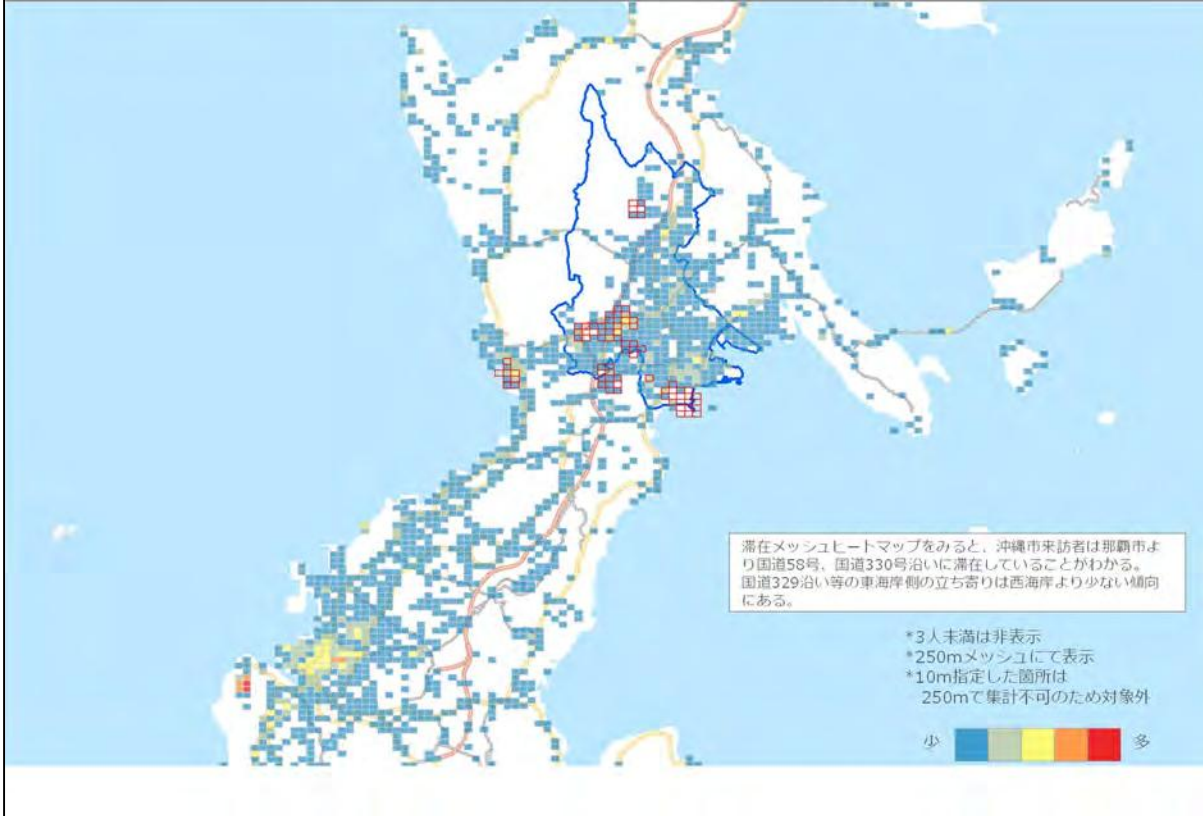 滞在メッシュヒートマップをみると、沖縄市来訪者は那覇市よ
り国道58号、国道330号沿いに滞在していることがわかる。
国道329沿い等の東海岸側の立ち寄りは西海岸より少ない傾向
にある。
*3人未満は非表示
*250mメッシュにて表示
*10m指定した箇所は
250mで集計不可のため対象外
少
多